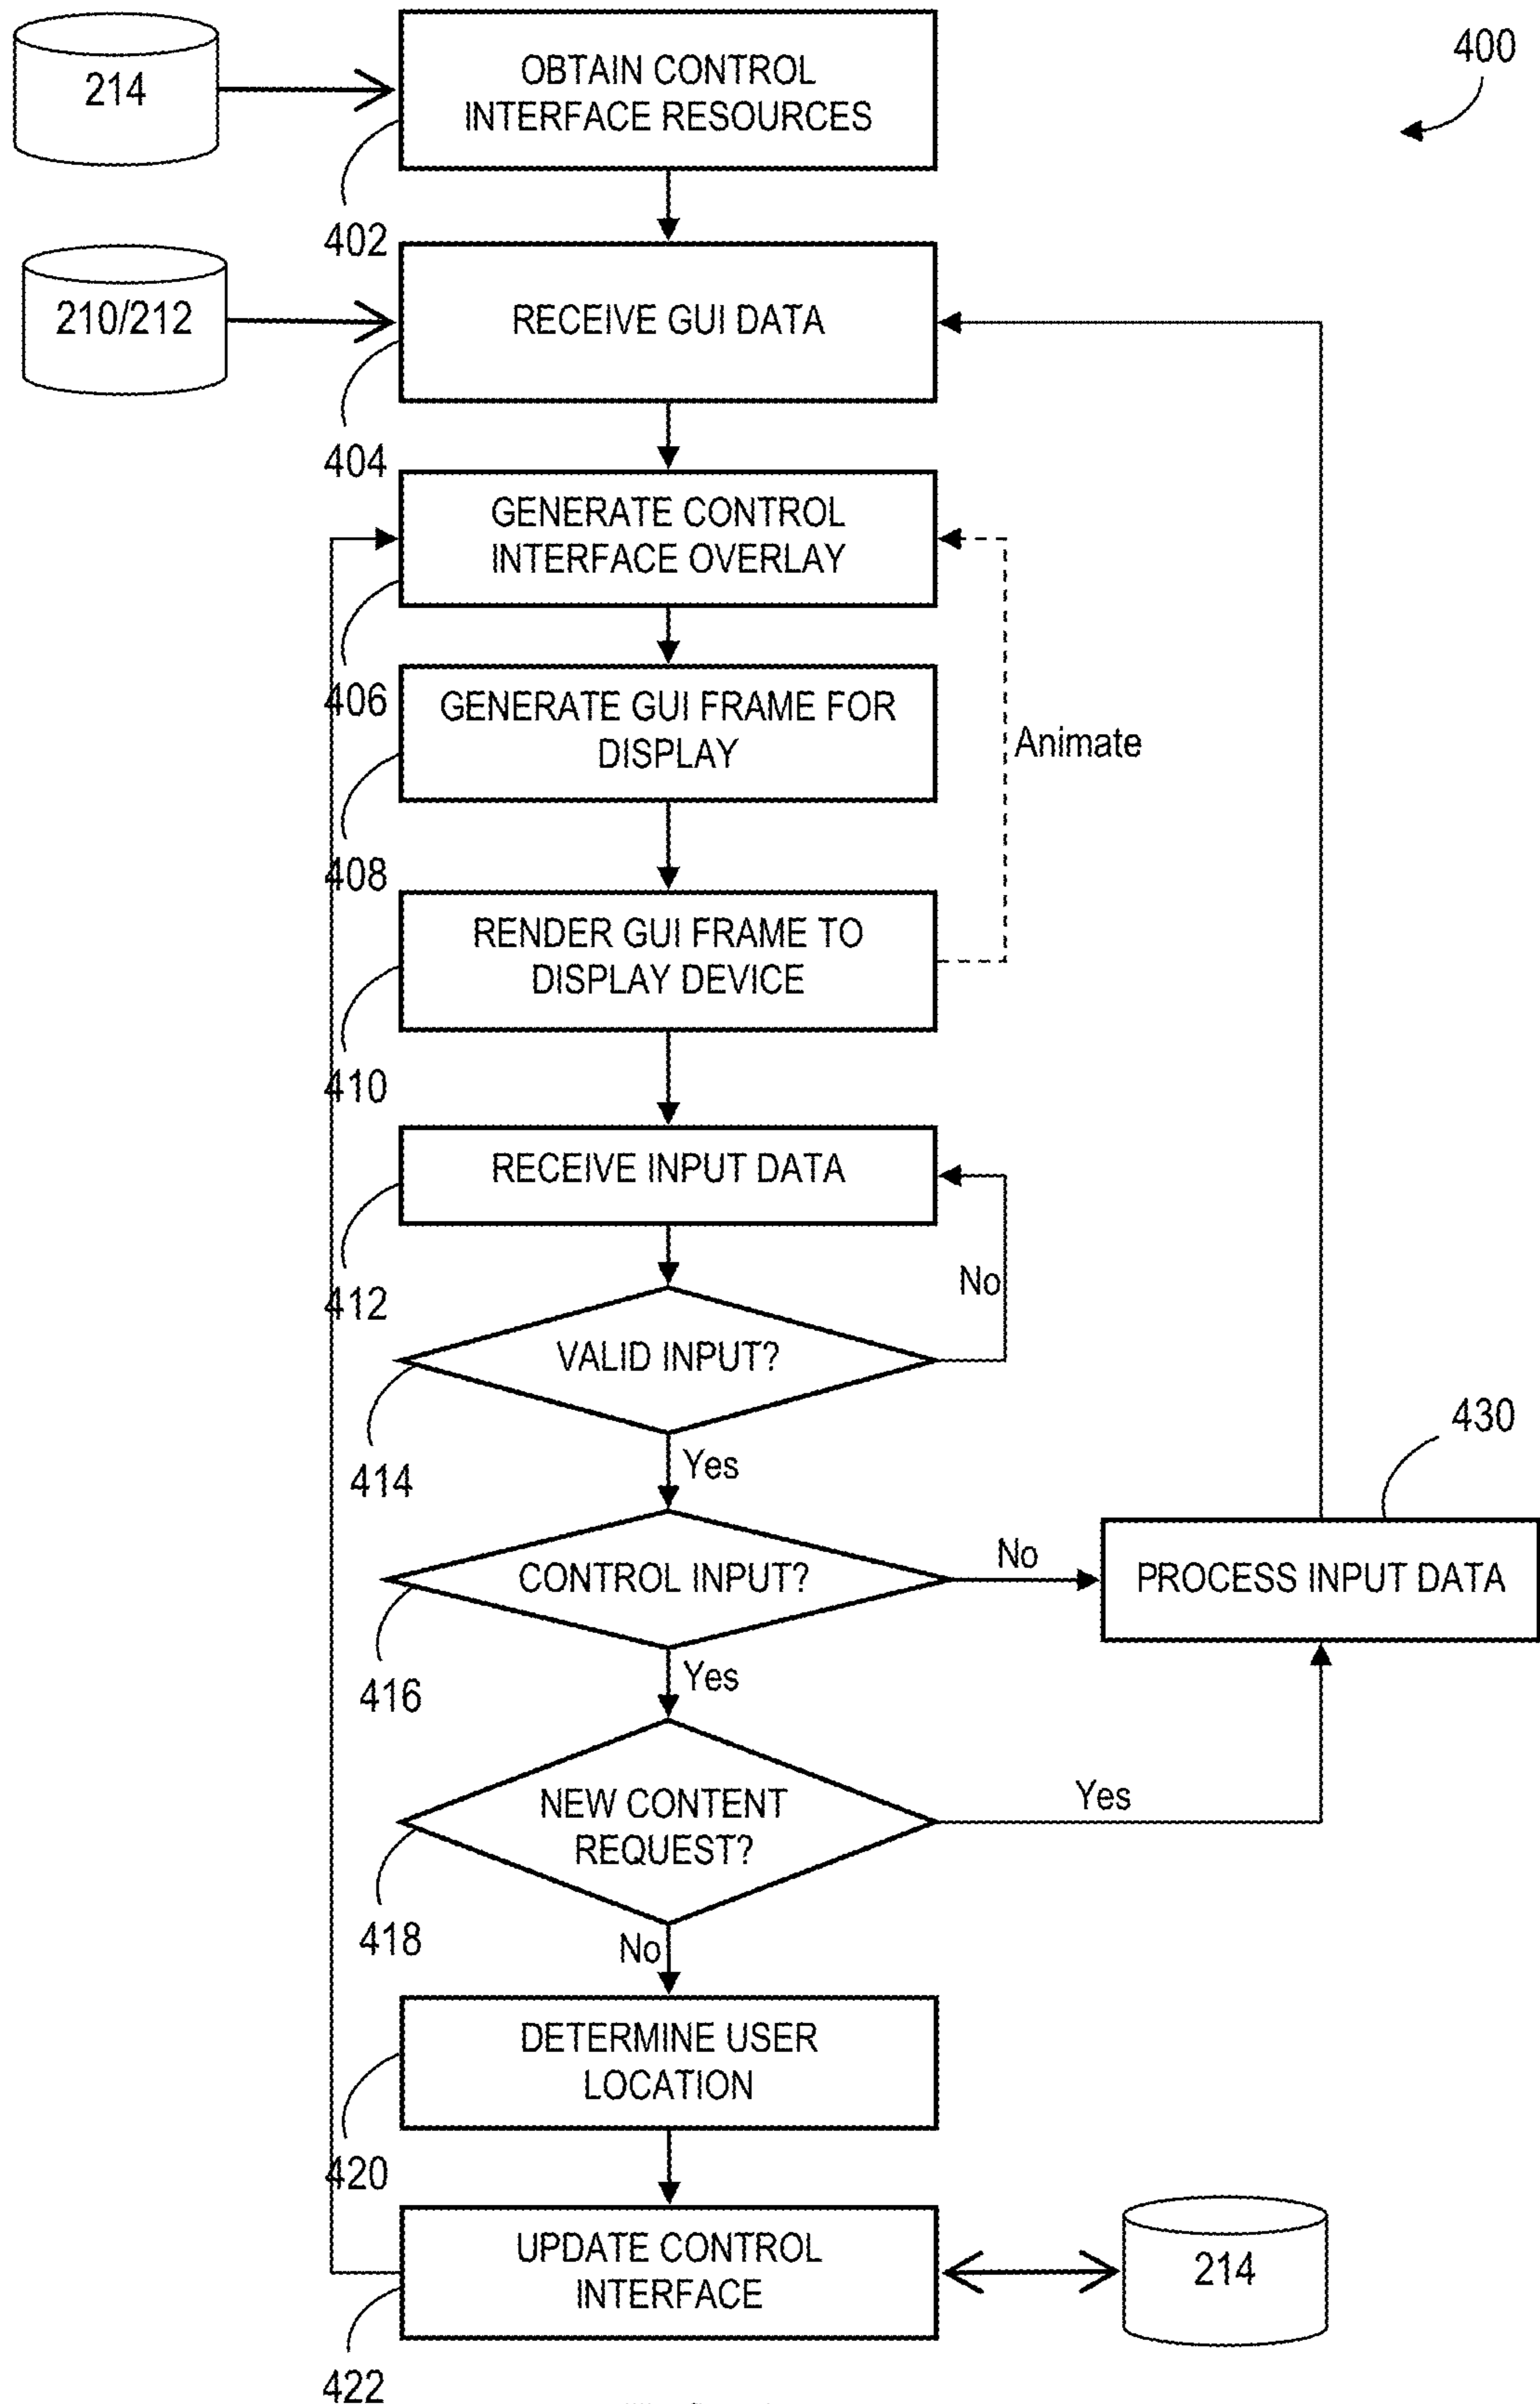 214
OBTAIN CONTROL
INTERFACE RESOURCES
400
402
210/212
RECEIVE GUI DATA
404
GENERATE CONTROL
INTERFACE OVERLAY
406
GENERATE GUI FRAME FOR
DISPLAY
Animate
408
RENDER GUI FRAME TO
DISPLAY DEVICE
410
RECEIVE INPUT DATA
No
412
VALID INPUT?
414
Yes
430
CONTROL INPUT?
No
PROCESS INPUT DATA
416
Yes
NEW CONTENT
REQUEST?
Yes
418
No
DETERMINE USER
LOCATION
420
UPDATE CONTROL
INTERFACE
214
422